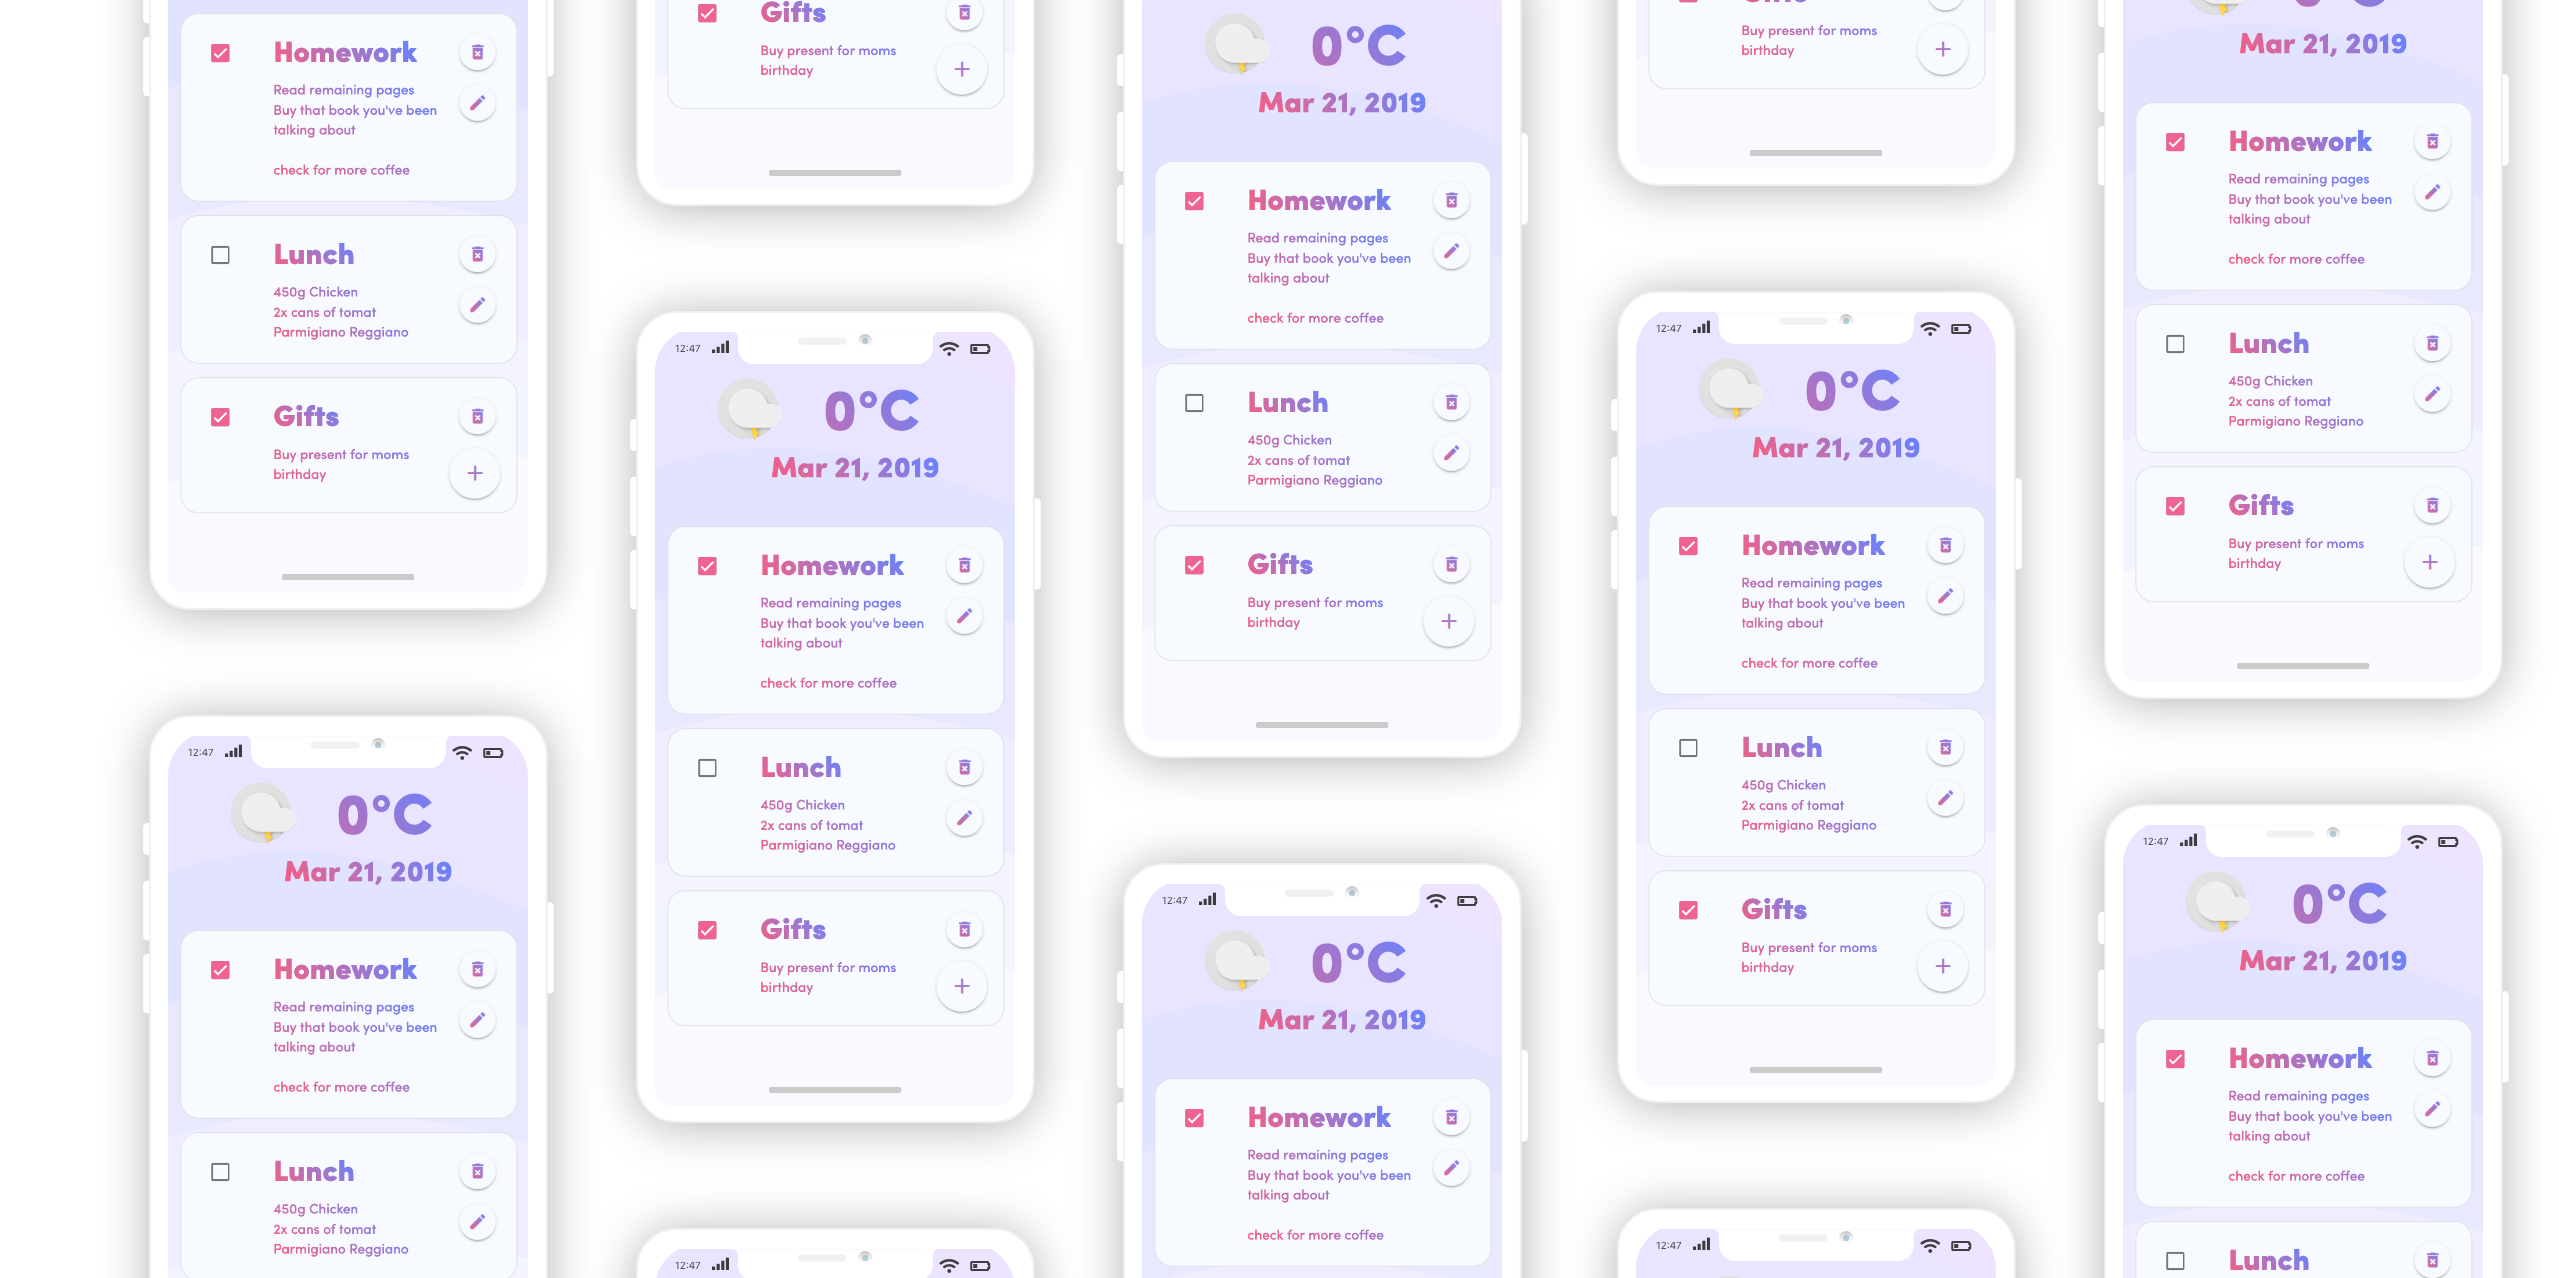 Homework
Read remaining pages
Buy that book you've been
talking about
check for more coffee
Lunch
450g Chicken
2x cans of tomat
Parmigiano Reggiano
Gifts
Buy present for moms
birthday
12:47
0°C
Mar 21, 2019
Homework
Read remaining pages
Buy that book you've been
talking about
check for more coffee
Lunch
450g Chicken
2x cans of tomat
Parmigiano Reggiano
Gifts
Buy present for moms
birthday
12:47
0°C
Mar 21, 2019
Homework
Read remaining pages
Buy that book you've been
talking about
check for more coffee
Lunch
450g Chicken
2x cans of tomat
Parmigiano Reggiano
Gifts
Buy present for moms
birthday
12:47
0°C
Mar 21, 2019
Homework
Read remaining pages
Buy that book you've been
talking about
check for more coffee
Lunch
450g Chicken
2x cans of tomat
Parmigiano Reggiano
Gifts
Buy present for moms
birthday
12:47
0°C
Mar 21, 2019
Homework
Read remaining pages
Buy that book you've been
talking about
check for more coffee
Buy present for moms
birthday
12:47
0°C
Mar 21, 2019
Homework
Read remaining pages
Buy that book you've been
talking about
check for more coffee
Lunch
450g Chicken
2x cans of tomat
Parmigiano Reggiano
Gifts
Buy present for moms
birthday
12:47
Mar 21, 2019
Homework
Read remaining pages
Buy that book you've been
talking about
check for more coffee
Lunch
450g Chicken
2x cans of tomat
Parmigiano Reggiano
Gifts
Buy present for moms
birthday
12:47
0°C
Mar 21, 2019
Homework
Read remaining pages
Buy that book you've been
talking about
check for more coffee
Lunch